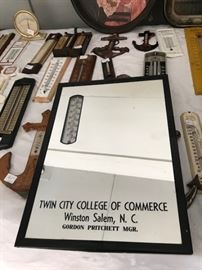 TWIN CITY COLLEGE OF COMMERCE
Winston Salem, N. C.
GORDON PRITCHETT MGR.